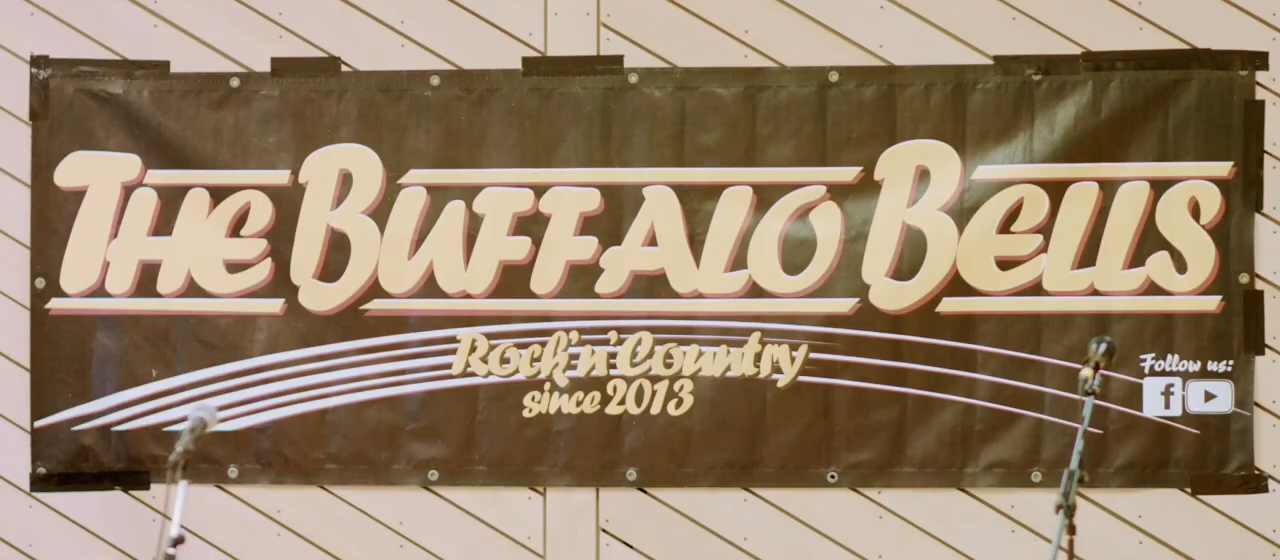 The Buffalo Bells
Rock'n'Country
since 2013
Follow us:
f